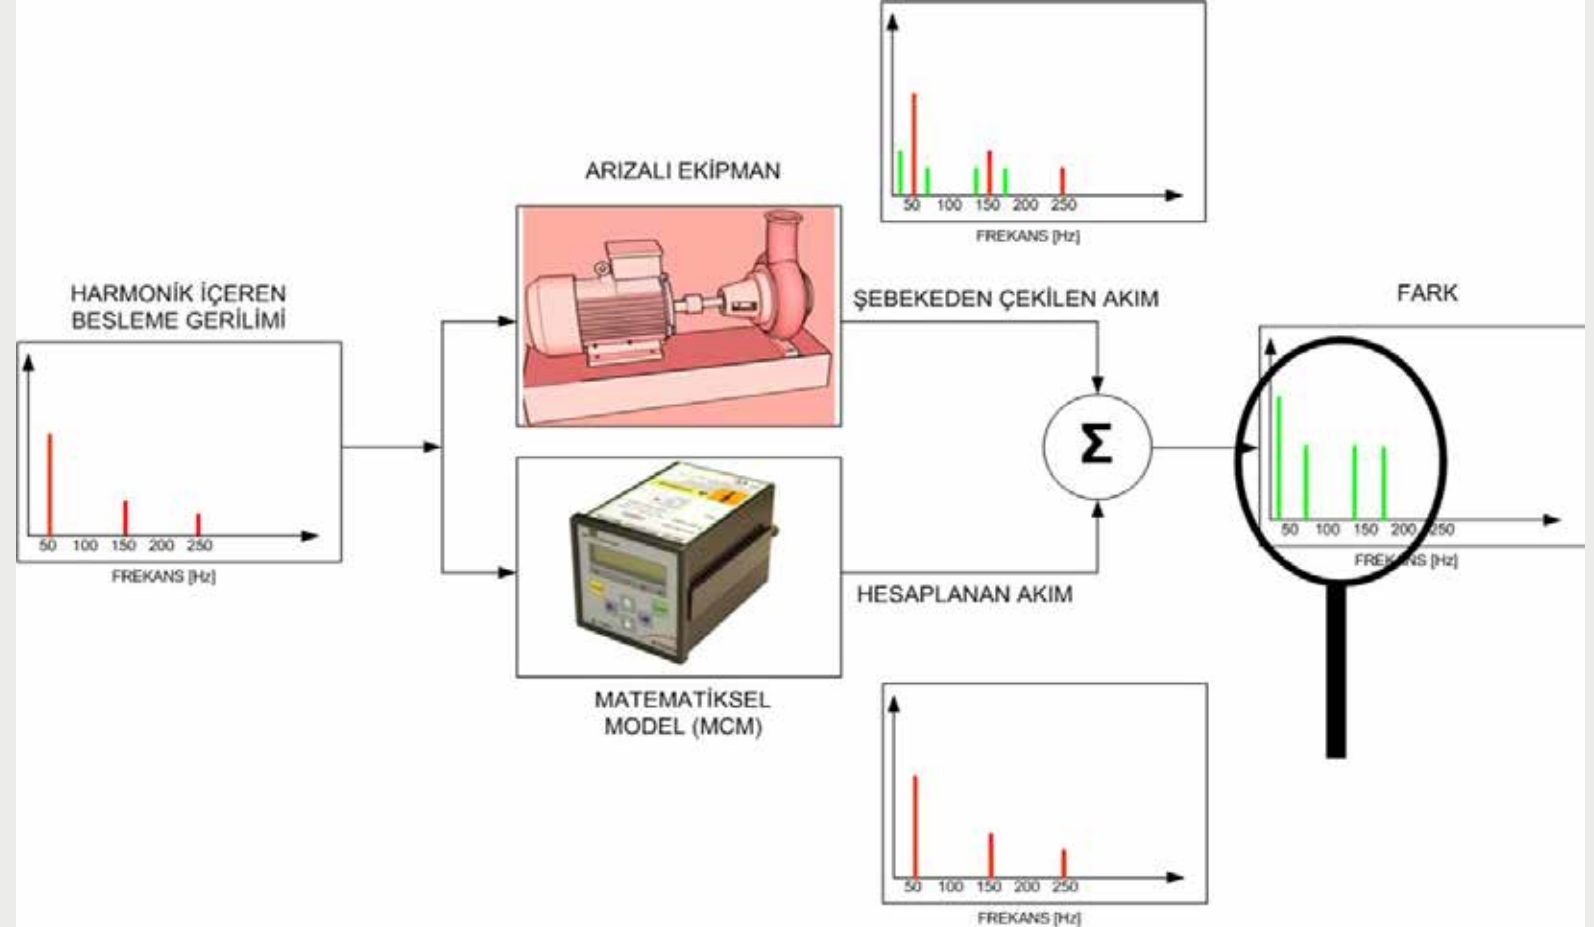 50 100 150 200 250
FREKANS [Hz]
ARIZALI EKİPMAN
HARMONİK İÇEREN
BESLEME GERİLİMİ
50 100 150 200 250
FREKANS [Hz]
ŞEBEKEDEN ÇEKİLEN AKIM
Σ
FARK
50 100 150 200 250
FREKANS [Hz]
HESAPLANAN AKIM
MATEMATİKSEL
MODEL (MCM)
50 100 150 200 250
FREKANS [Hz]